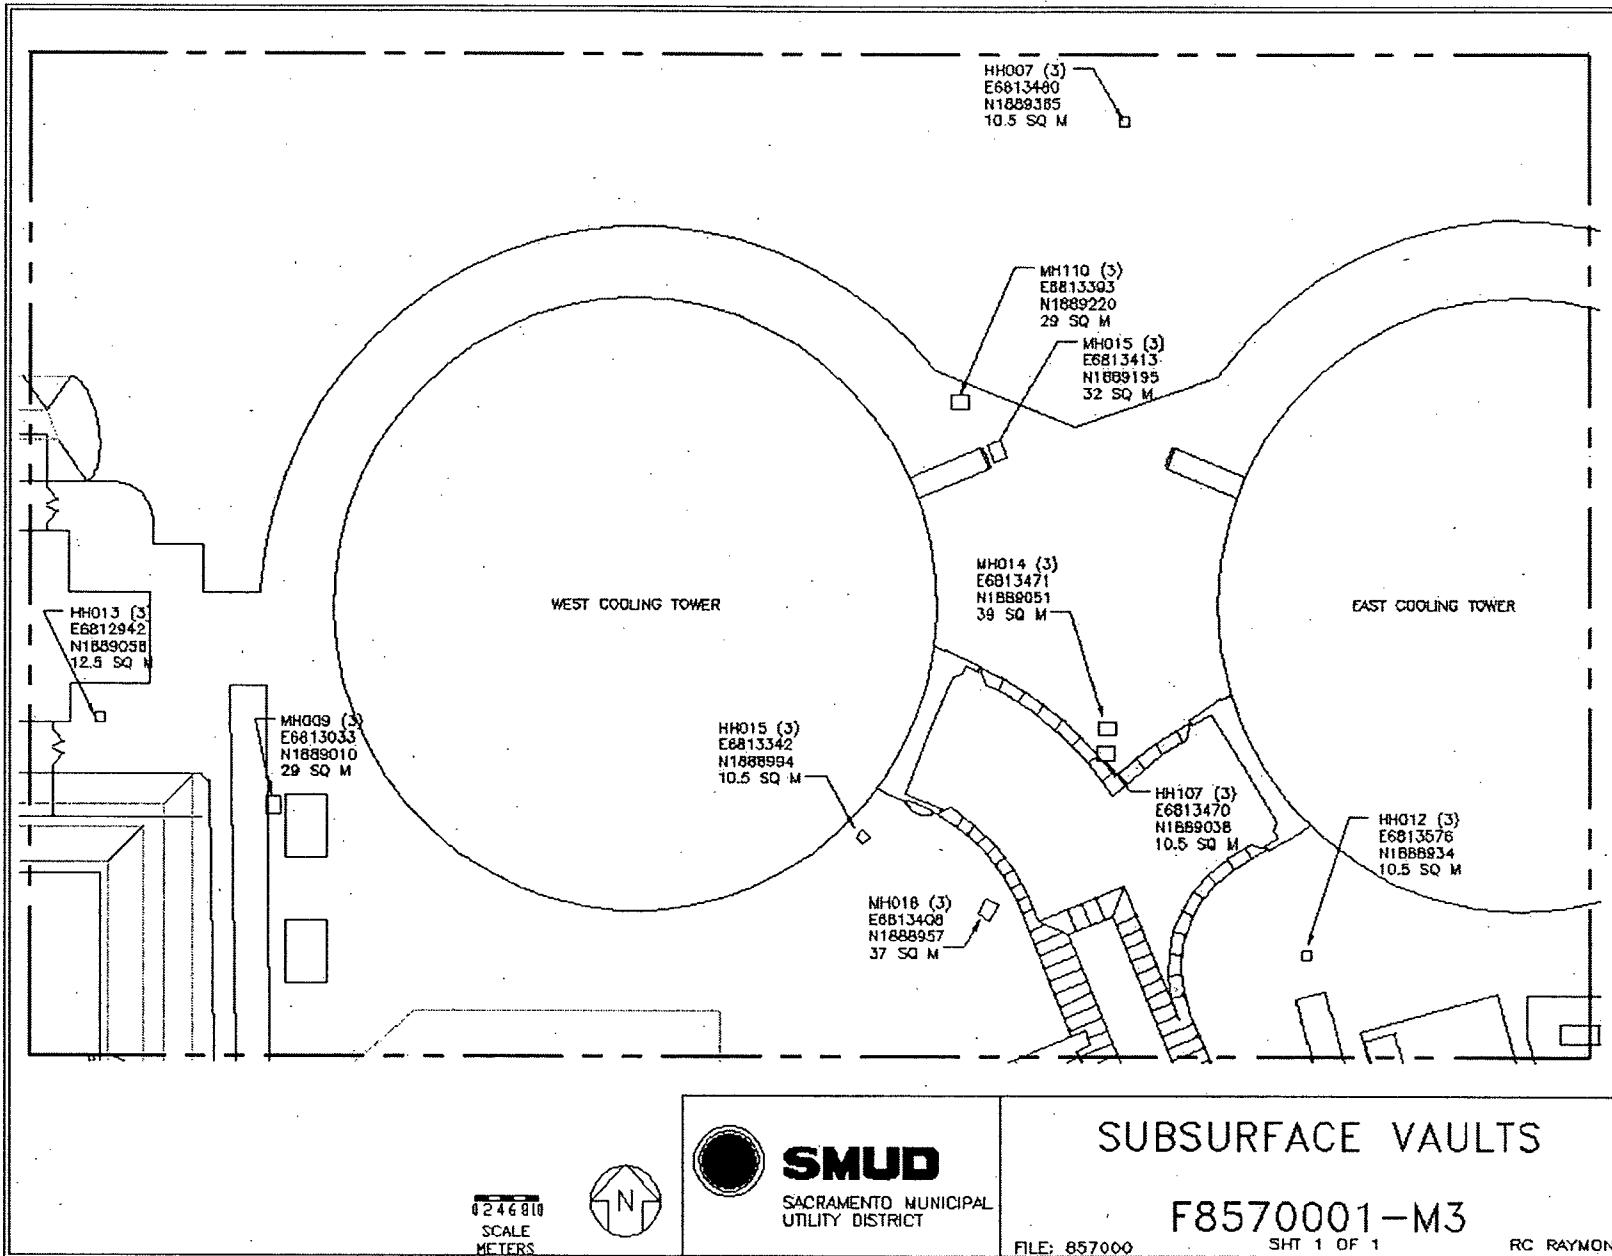 HH007 (3)
E6813480
N1889385
10.5 SQ M
MH110 (3)
E6813393
N1889220
29 SQ M
MH015 (3)
E6813413
N1889195
32 SQ M
MH014 (3)
E6813471
N1889051
39 SQ M
WEST COOLING TOWER
EAST COOLING TOWER
HH013 (3
E6812942
N1889058
12.5 SQ M
MH009 (3)
E6813033
N1889010
29 SQ M
HH015 (3)
E6813342
N1888994
10.5 SQ M
HH107 (3)
E6813470
N1889038
10.5 SQ M
HH012 (3)
E6813576
N1888934
10.5 SQ M
(3)
E6813408
N1888957
37 SQ M
0 2 4 6 8 10
SCALE
METERS
N
SMUD
SACRAMENTO MUNICIPAL
UTILITY DISTRICT
SUBSURFACE VAULTS
F8570001-M3
FILE: 857000
SHT 1 OF 1
RC RAYMON